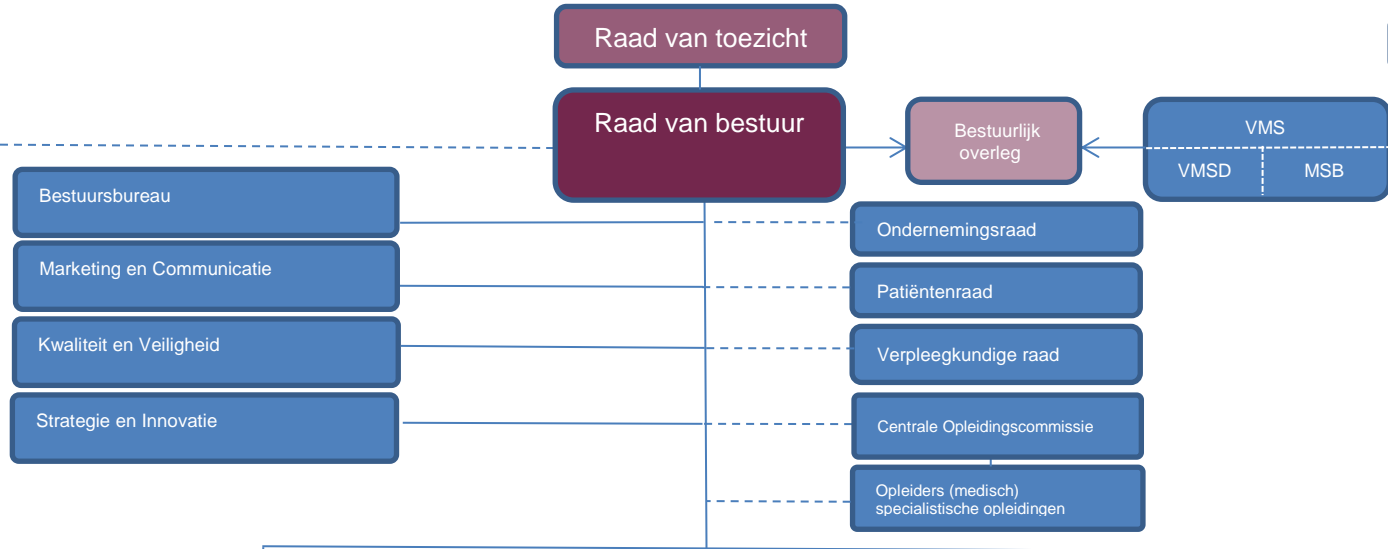 Raad van toezicht
Raad van bestuur
Bestuurlijk
overleg
VMS
VMSD
MSB
Bestuursbureau
Marketing en Communicatie
Kwaliteit en Veiligheid
Strategie en Innovatie
Ondernemingsraad
Patiëntenraad
Verpleegkundige raad
Centrale Opleidingscommissie
Opleiders (medisch)
specialistische opleidingen